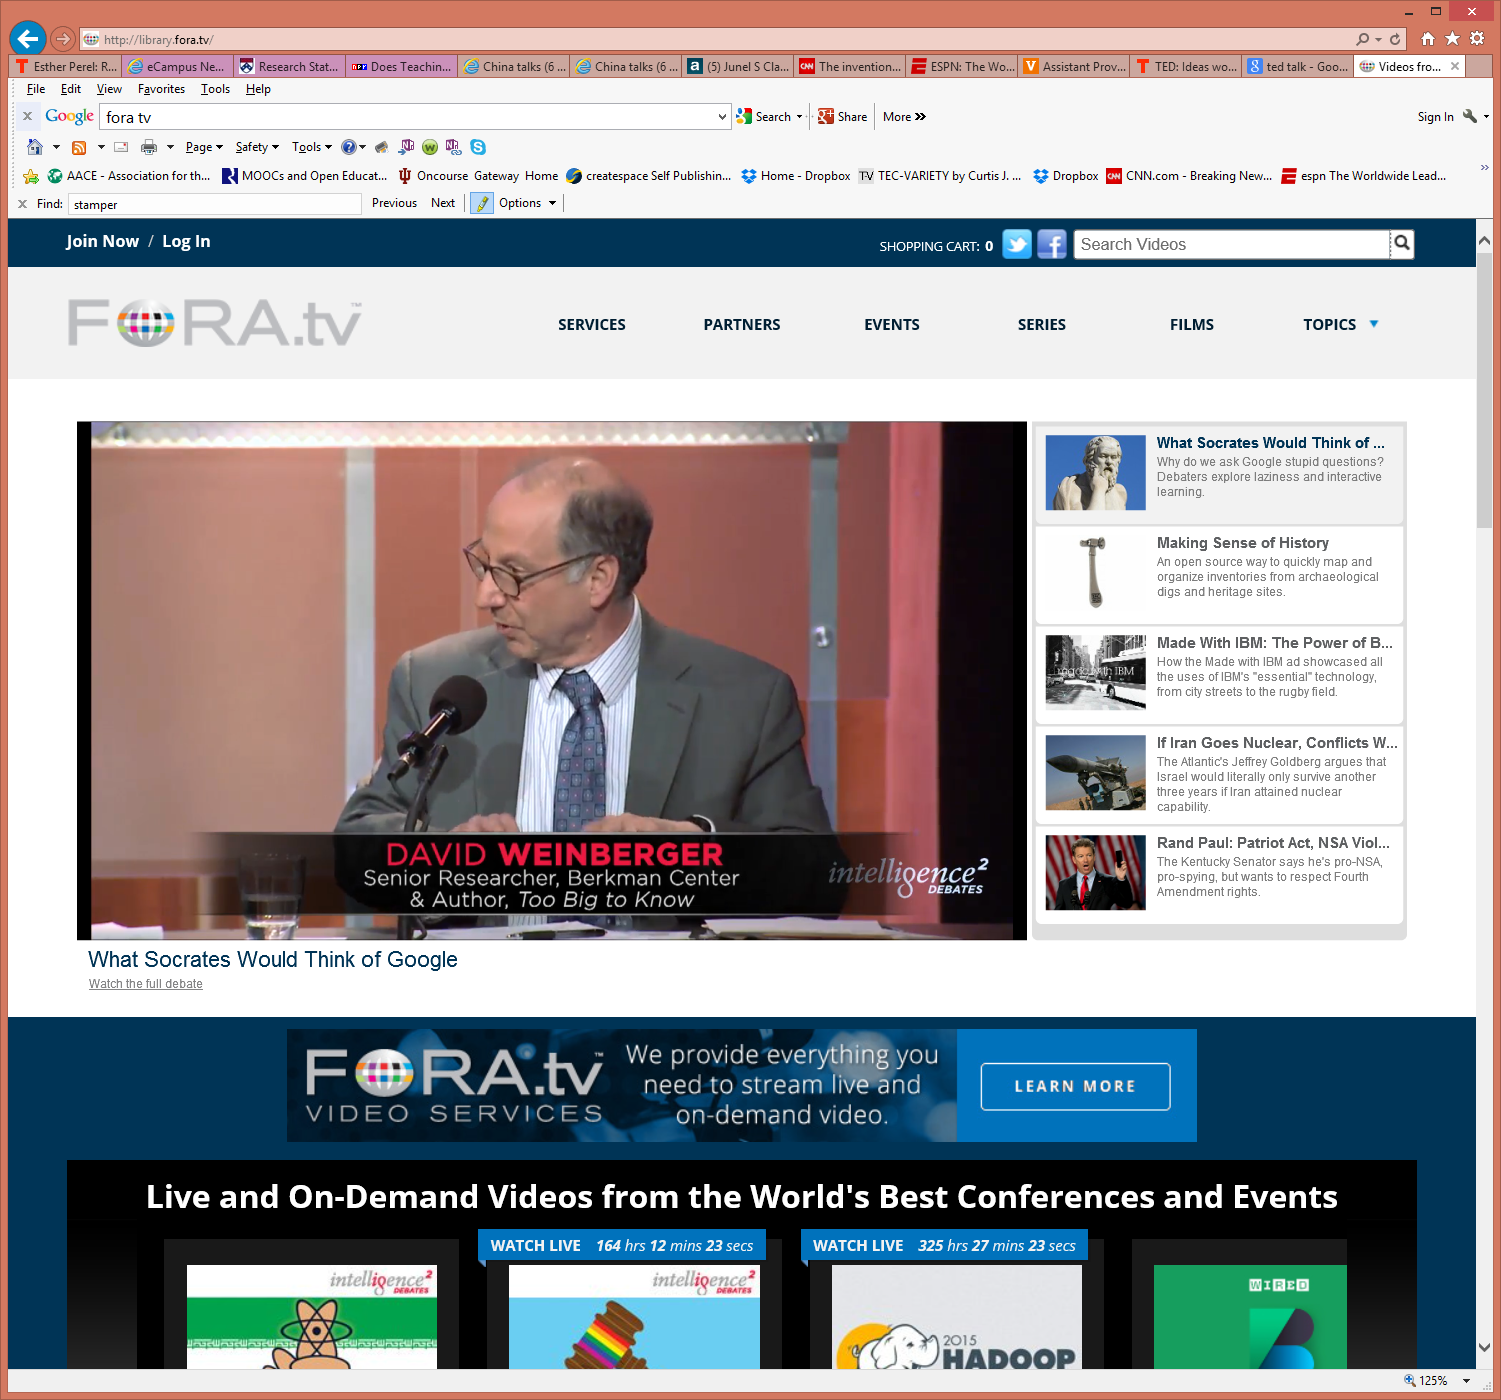 http://library.fora.tv/
Esther Perel: R...
eCampus Ne...
Research Stat...
Does Teachin...
China talks (6 ...
China talks (6 ...
(5) Junel S Cla...
The invention...
ESPN: The Wo...
Assistant Prov...
TED: Ideas wo...
ted talk - Goo...
Videos fro...
File Edit View Favorites Tools Help
x Google fora tv Search Share More » Sign In
Page Safety Tools
AACE - Association for th... MOOCs and Open Educat... Oncourse Gateway Home createspace Self Publishin... Home - Dropbox TEC-VARIETY by Curtis J. ... Dropbox CNN.com - Breaking New... espn The Worldwide Lead...
x Find: stamper Previous Next Options
Join Now / Log In
SHOPPING CART: 0
Search Videos
FORA.tv™
SERVICES PARTNERS EVENTS SERIES FILMS TOPICS
DAVID WEINBERGER
Senior Researcher, Berkman Center
& Author, Too Big to Know
intelligence²
DEBATES
What Socrates Would Think of Google
Watch the full debate
What Socrates Would Think of ...
Why do we ask Google stupid questions?
Debaters explore laziness and interactive
learning.
Making Sense of History
An open source way to quickly map and
organize inventories from archaeological
digs and heritage sites.
made with IBM
Made With IBM: The Power of B...
How the Made with IBM ad showcased all
the uses of IBM's "essential" technology,
from city streets to the rugby field.
If Iran Goes Nuclear, Conflicts W...
The Atlantic's Jeffrey Goldberg argues that
Israel would literally only survive another
three years if Iran attained nuclear
capability.
Rand Paul: Patriot Act, NSA Viol...
The Kentucky Senator says he's pro-NSA,
pro-spying, but wants to respect Fourth
Amendment rights.
FORA.tv™
VIDEO SERVICES
We provide everything you
need to stream live and
on-demand video.
LEARN MORE
Live and On-Demand Videos from the World's Best Conferences and Events
WATCH LIVE 164 hrs 12 mins 23 secs
WATCH LIVE 325 hrs 27 mins 23 secs
intelligence²
DEBATES
intelligence²
DEBATES
2015
HADOOP
WIRED
125%